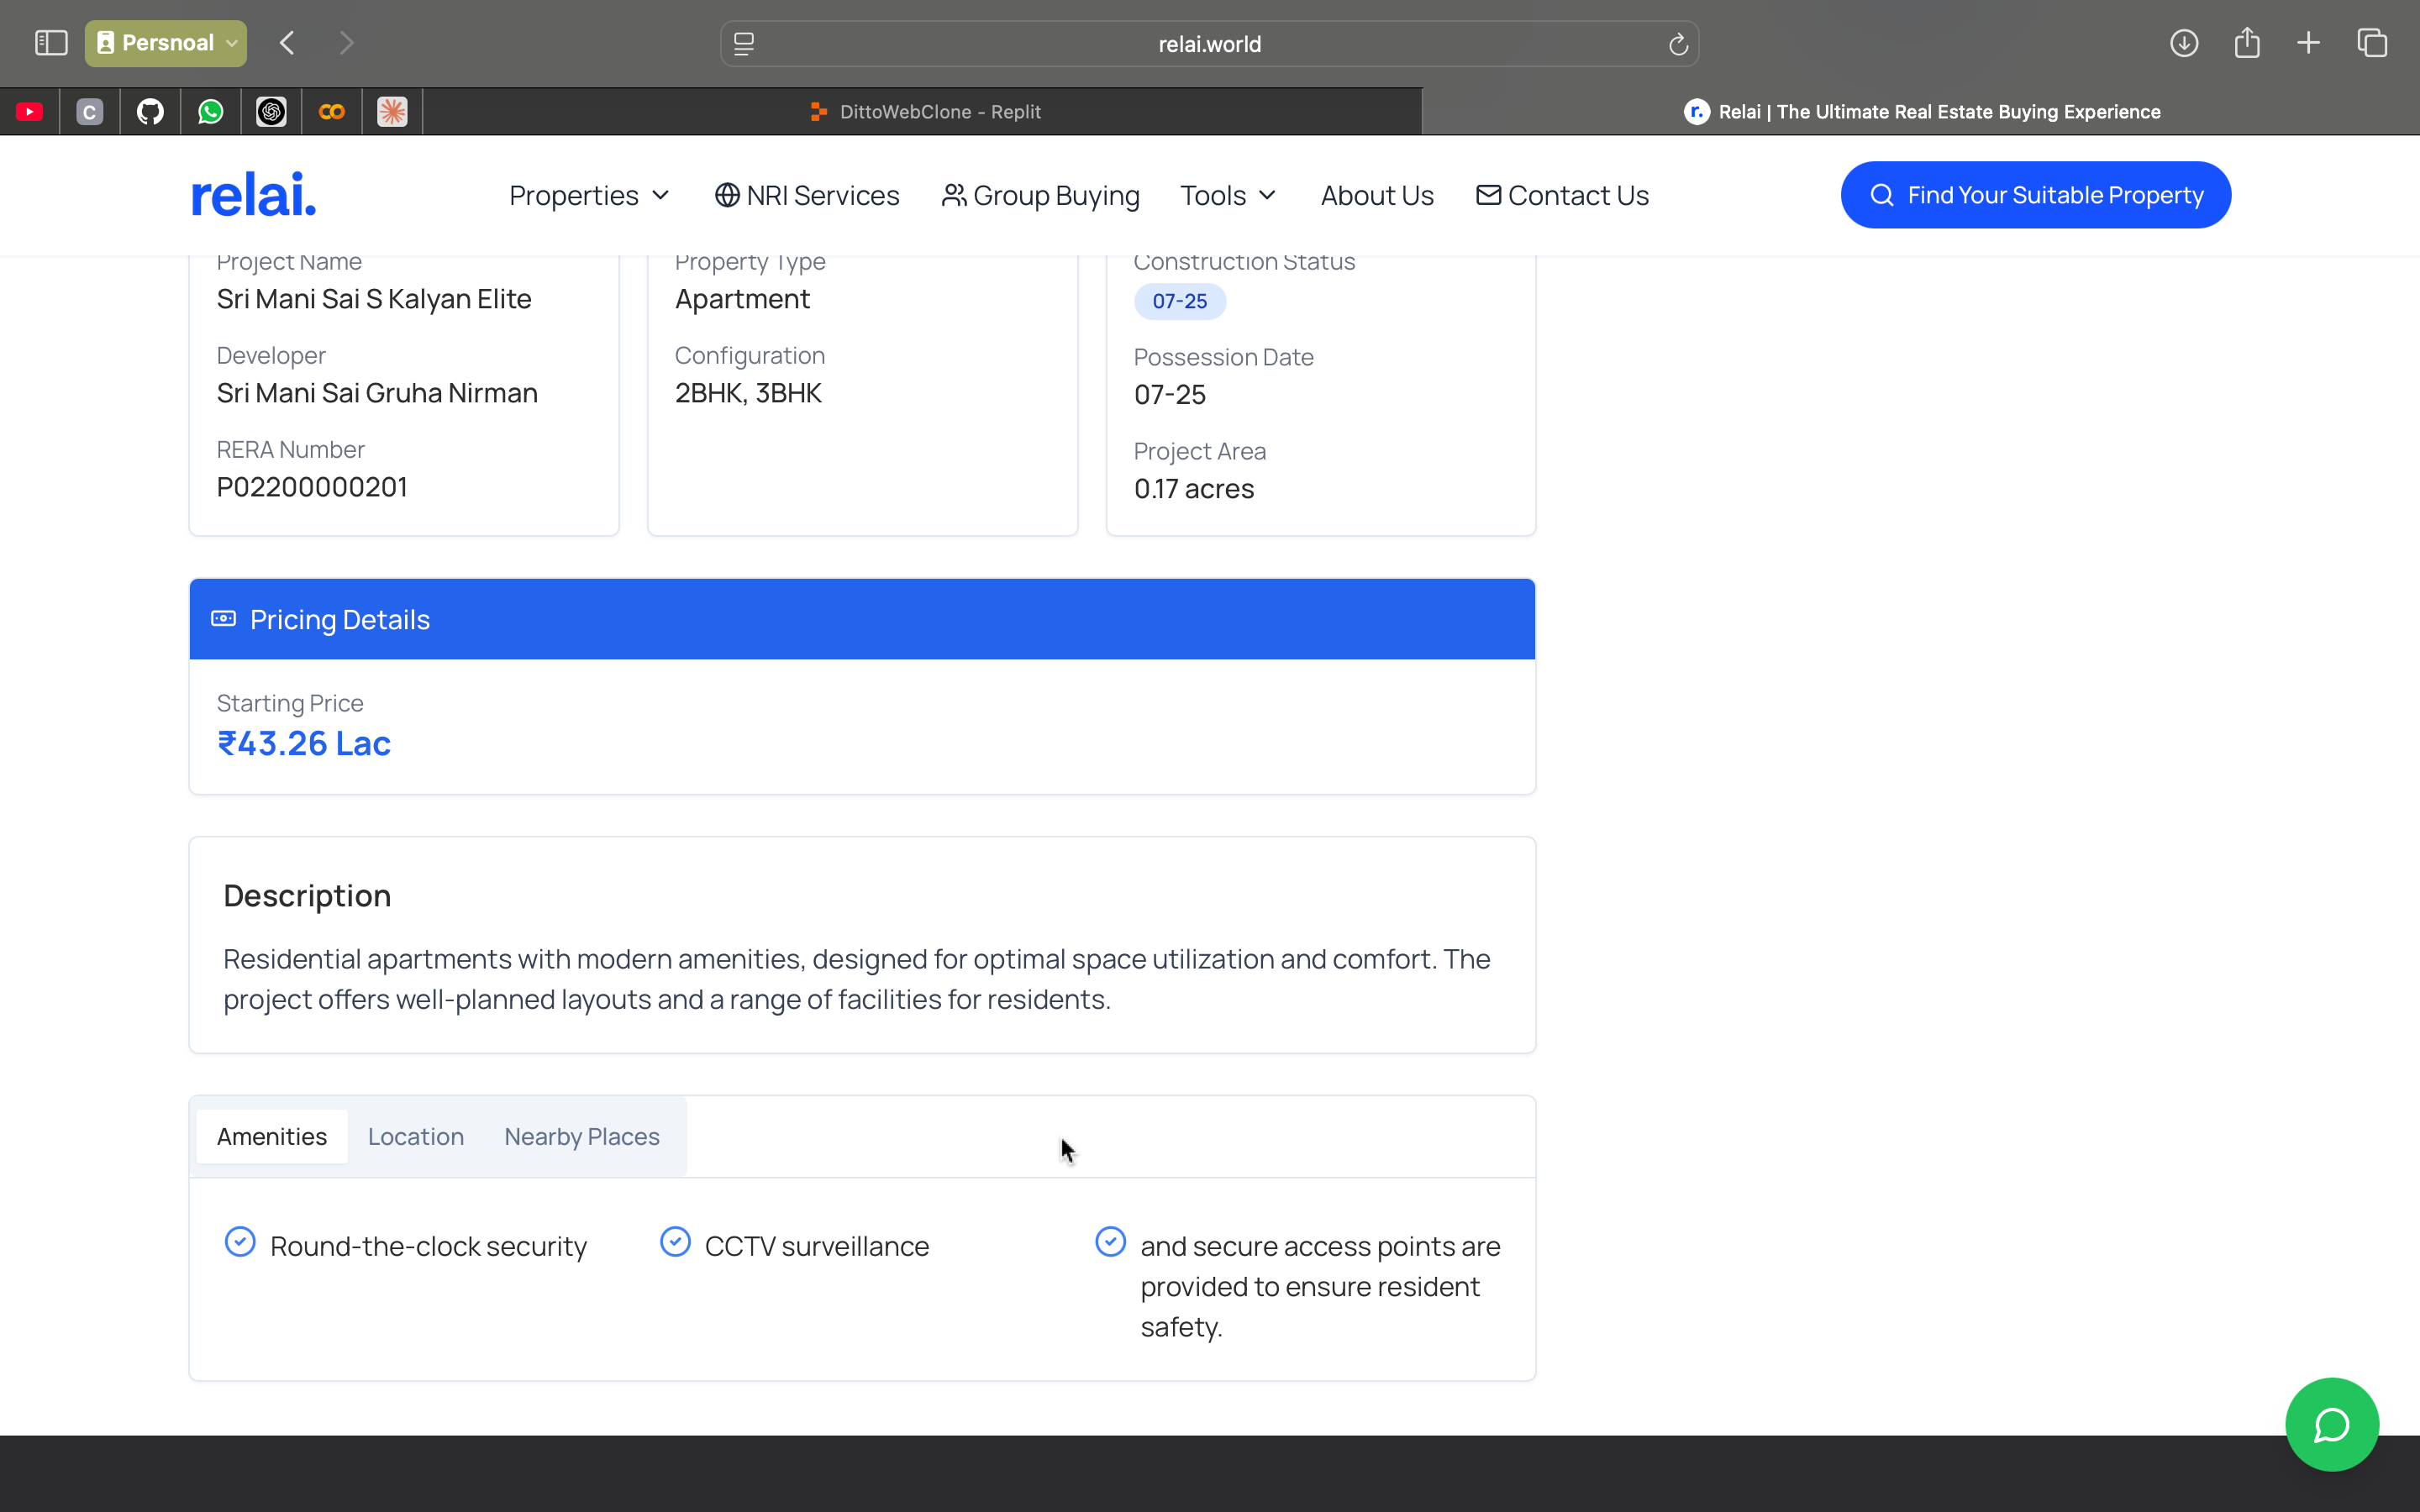 Persnoal
relai.world
C
DittoWebClone - Replit
r. Relai | The Ultimate Real Estate Buying Experience
relai.
Properties
NRI Services
Group Buying
Tools
About Us
Contact Us
Find Your Suitable Property
Project Name
Sri Mani Sai S Kalyan Elite
Developer
Sri Mani Sai Gruha Nirman
RERA Number
P02200000201
Property Type
Apartment
Configuration
2BHK, 3BHK
Construction Status
07-25
Possession Date
07-25
Project Area
0.17 acres
Pricing Details
Starting Price
₹43.26 Lac
Description
Residential apartments with modern amenities, designed for optimal space utilization and comfort. The
project offers well-planned layouts and a range of facilities for residents.
Amenities
Location
Nearby Places
Round-the-clock security
CCTV surveillance
and secure access points are
provided to ensure resident
safety.